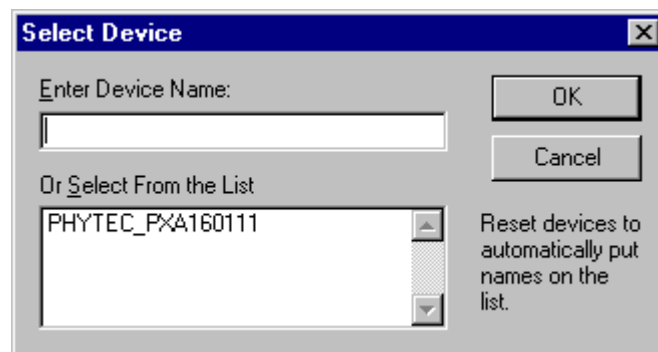 Select Device
Enter Device Name:
OK
Cancel
Or Select From the List
PHYTEC_PXA160111
Reset devices to
automatically put
names on the
list.